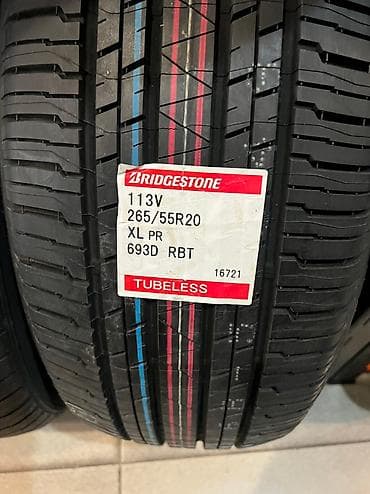 BRIDGESTONE
113V
265/55R20
XL PR
693D RBT
16721
TUBELESS